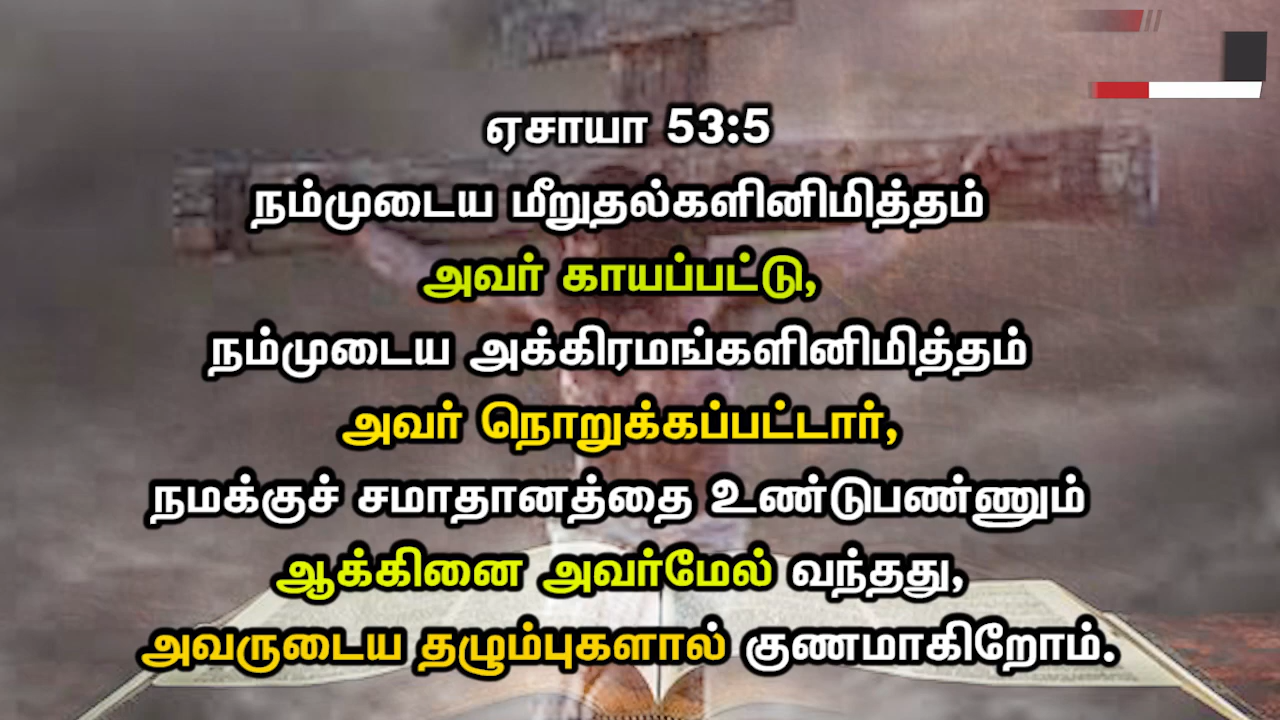 ஏசாயா 53:5
நம்முடைய மீறுதல்களினிமித்தம்
அவர் காயப்பட்டு,
நம்முடைய அக்கிரமங்களினிமித்தம்
அவர் நொறுக்கப்பட்டார்,
நமக்குச் சமாதானத்தை உண்டுபண்ணும்
ஆக்கினை அவர்மேல் வந்தது,
அவருடைய தழும்புகளால் குணமாகிறோம்.